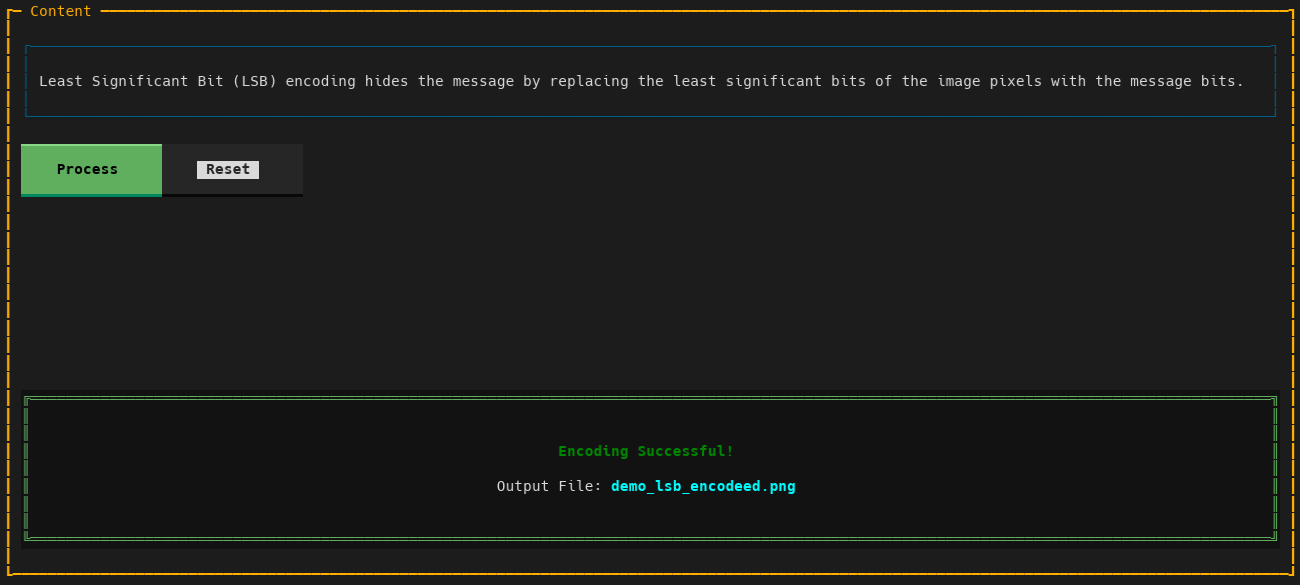 Content
Least Significant Bit (LSB) encoding hides the message by replacing the least significant bits of the image pixels with the message bits.
Process Reset
Encoding Successful!
Output File: demo_lsb_encodeed.png